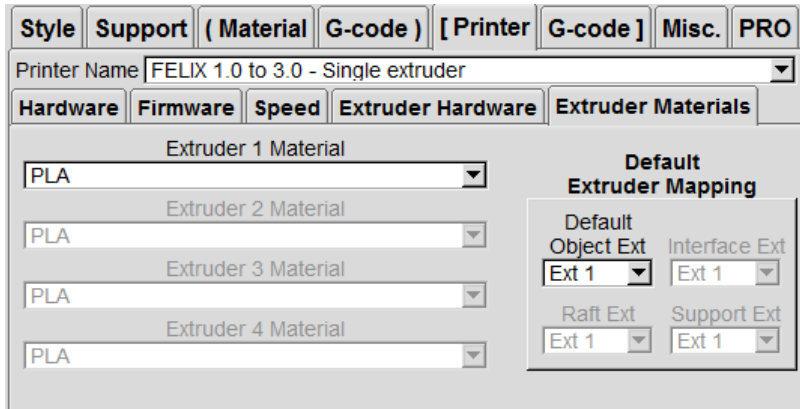 Style Support ( Material G-code ) [ Printer G-code ] Misc. PRO
Printer Name FELIX 1.0 to 3.0 - Single extruder
Hardware Firmware Speed Extruder Hardware Extruder Materials
Extruder 1 Material
PLA
Extruder 2 Material
PLA
Extruder 3 Material
PLA
Extruder 4 Material
PLA
Default
Extruder Mapping
Default
Object Ext Interface Ext
Ext 1 Ext 1
Raft Ext Support Ext
Ext 1 Ext 1